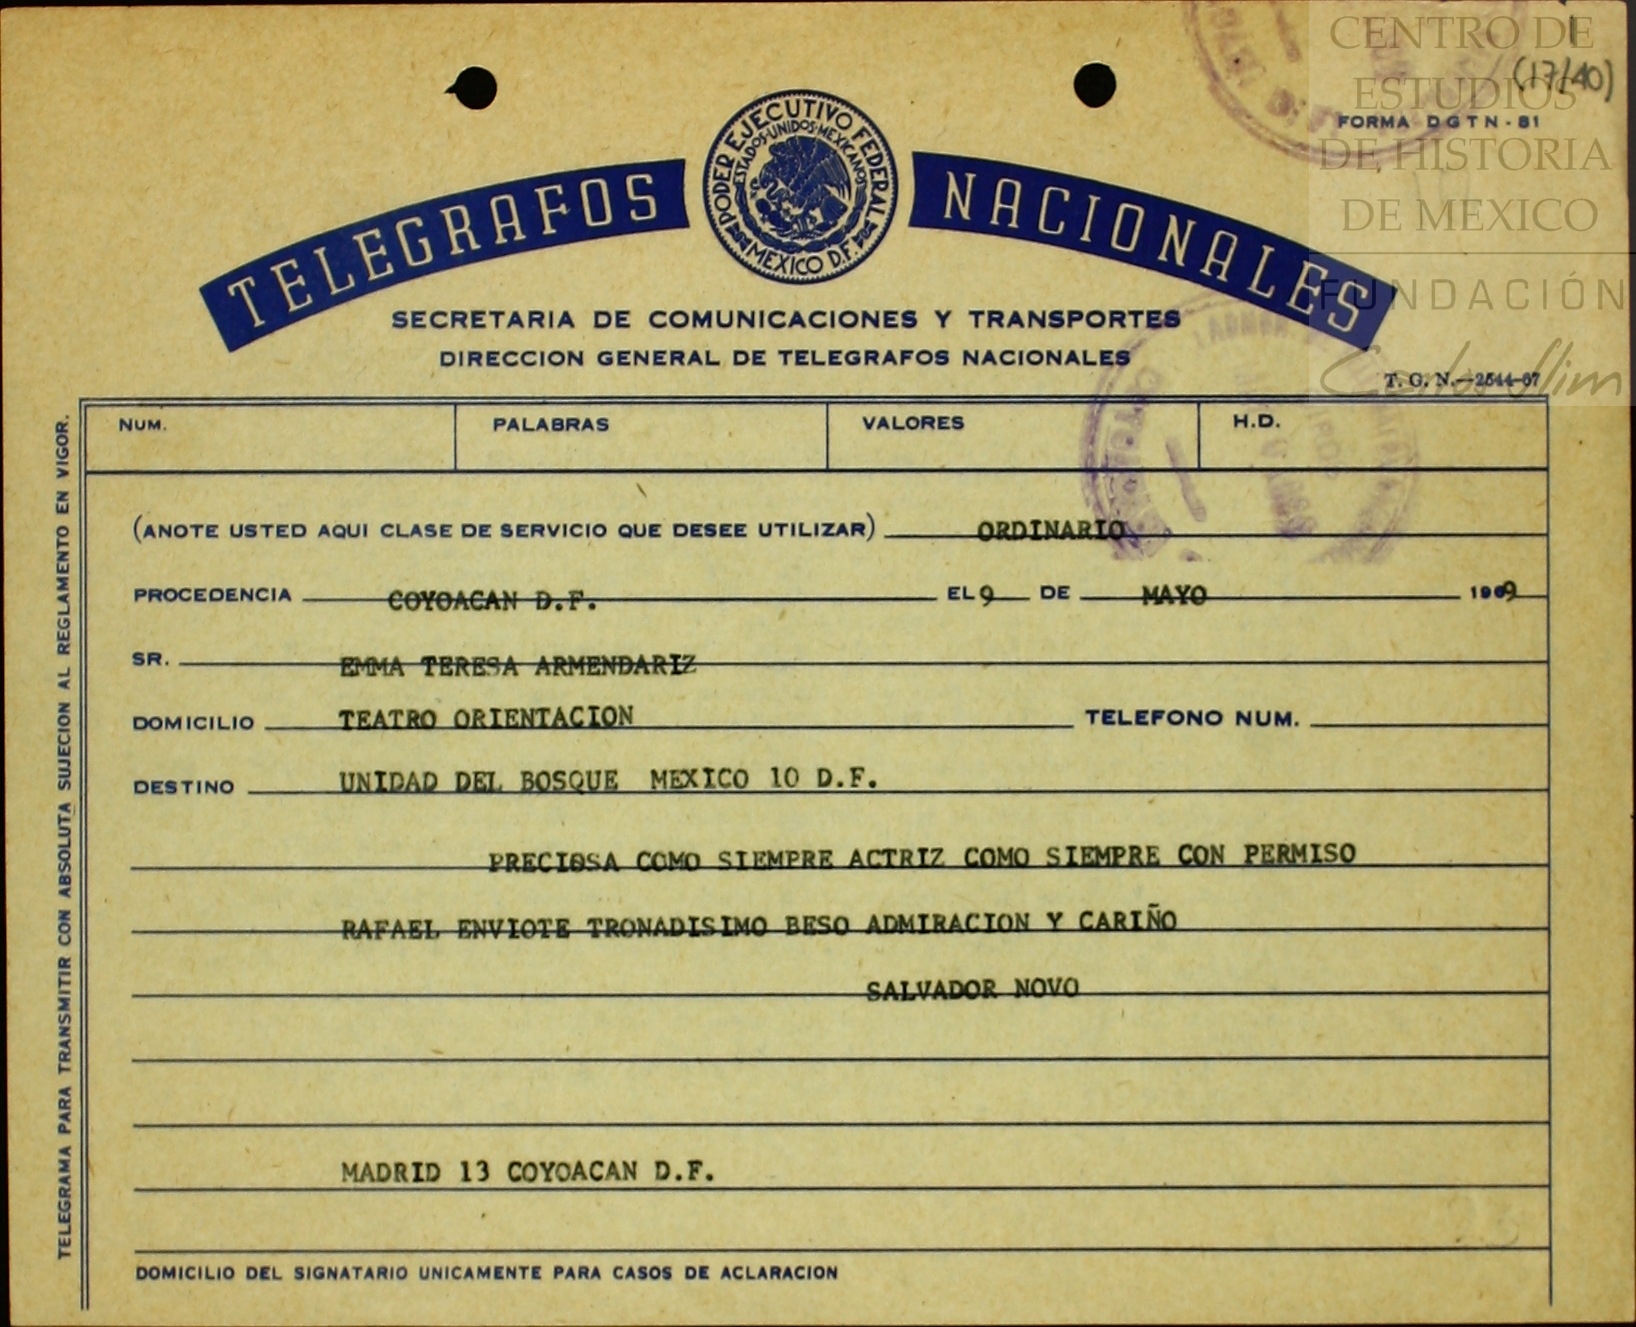 CENTRO DE
(17/40)
ESTUDIOS
FORMA DGTN-81
DE HISTORIA
DE MEXICO
FUNDACIÓN
Carlos Slim
PODER EJECUTIVO FEDERAL
ESTADOS UNIDOS MEXICANOS
MEXICO D.F.
TELEGRAFOS NACIONALES
SECRETARIA DE COMUNICACIONES Y TRANSPORTES
DIRECCION GENERAL DE TELEGRAFOS NACIONALES
T. G. N.—2544-67
NUM. PALABRAS VALORES H.D.
(ANOTE USTED AQUI CLASE DE SERVICIO QUE DESEE UTILIZAR) ORDINARIO
PROCEDENCIA COYOACAN D.F. EL 9 DE MAYO 1969
SR. EMMA TERESA ARMENDARIZ
DOMICILIO TEATRO ORIENTACION TELEFONO NUM.
DESTINO UNIDAD DEL BOSQUE MEXICO 10 D.F.
PRECIOSA COMO SIEMPRE ACTRIZ COMO SIEMPRE CON PERMISO
RAFAEL ENVIOTE TRONADISIMO BESO ADMIRACION Y CARIÑO
SALVADOR NOVO
MADRID 13 COYOACAN D.F.
DOMICILIO DEL SIGNATARIO UNICAMENTE PARA CASOS DE ACLARACION
TELEGRAMA PARA TRANSMITIR CON ABSOLUTA SUJECION AL REGLAMENTO EN VIGOR.